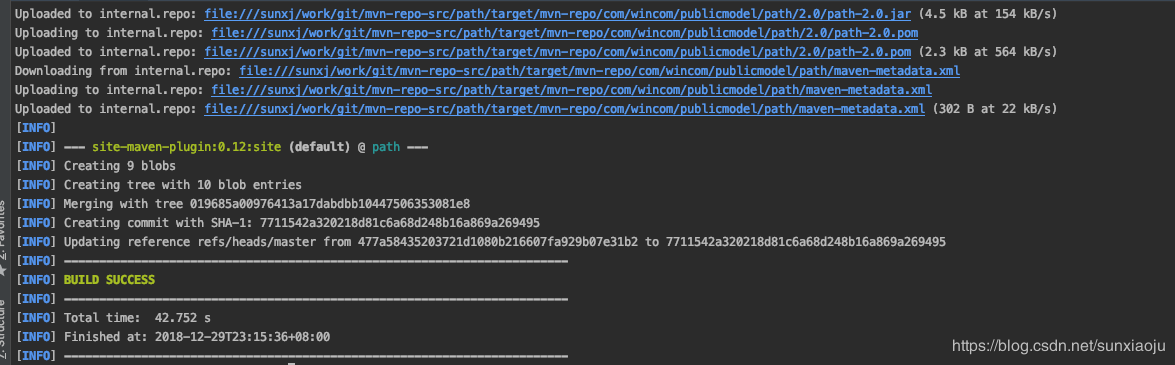 Uploaded to internal.repo: file:///sunxj/work/git/mvn-repo-src/path/target/mvn-repo/com/wincom/publicmodel/path/2.0/path-2.0.jar (4.5 kB at 154 kB/s)
Uploading to internal.repo: file:///sunxj/work/git/mvn-repo-src/path/target/mvn-repo/com/wincom/publicmodel/path/2.0/path-2.0.pom
Uploaded to internal.repo: file:///sunxj/work/git/mvn-repo-src/path/target/mvn-repo/com/wincom/publicmodel/path/2.0/path-2.0.pom (2.3 kB at 564 kB/s)
Downloading from internal.repo: file:///sunxj/work/git/mvn-repo-src/path/target/mvn-repo/com/wincom/publicmodel/path/maven-metadata.xml
Uploading to internal.repo: file:///sunxj/work/git/mvn-repo-src/path/target/mvn-repo/com/wincom/publicmodel/path/maven-metadata.xml
Uploaded to internal.repo: file:///sunxj/work/git/mvn-repo-src/path/target/mvn-repo/com/wincom/publicmodel/path/maven-metadata.xml (302 B at 22 kB/s)
[INFO]
[INFO] --- site-maven-plugin:0.12:site (default) @ path ---
[INFO] Creating 9 blobs
[INFO] Creating tree with 10 blob entries
[INFO] Merging with tree 019685a00976413a17dabdbb10447506353081e8
[INFO] Creating commit with SHA-1: 7711542a320218d81c6a68d248b16a869a269495
[INFO] Updating reference refs/heads/master from 477a58435203721d1080b216607fa929b07e31b2 to 7711542a320218d81c6a68d248b16a869a269495
[INFO] ------------------------------------------------------------------------
[INFO] BUILD SUCCESS
[INFO] ------------------------------------------------------------------------
[INFO] Total time:  42.752 s
[INFO] Finished at: 2018-12-29T23:15:36+08:00
[INFO] ------------------------------------------------------------------------
2: Favorites
Z: Structure
https://blog.csdn.net/sunxiaoju